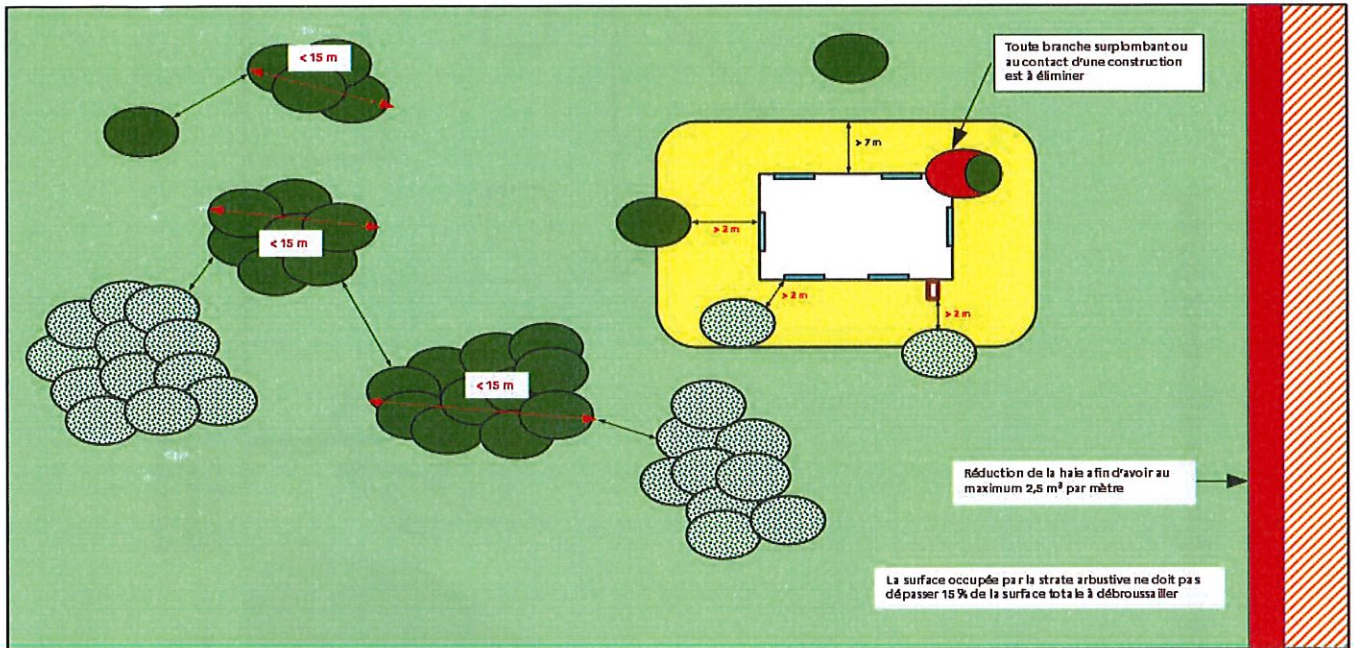 < 15 m
Toute branche surplombant ou
au contact d'une construction
est à éliminer
> 7 m
< 15 m
> 2 m
> 2 m
> 2 m
< 15 m
Réduction de la haie afin d'avoir au
maximum 2,5 m³ par mètre
La surface occupée par la strate arbustive ne doit pas
dépasser 15 % de la surface totale à débroussailler